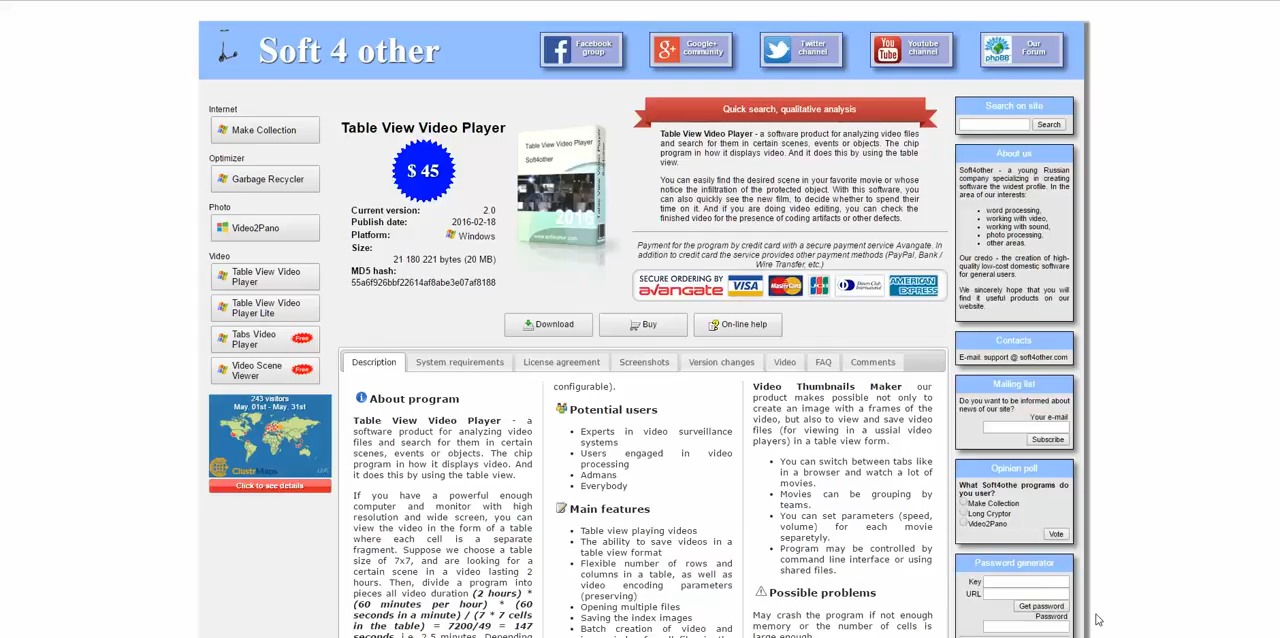 Soft 4 other
Facebook
group
Google+
community
Twitter
channel
You
Tube
Youtube
channel
phpBB
Our
Forum
Internet
Make Collection
Optimizer
Garbage Recycler
Photo
Video2Pano
Video
Table View Video
Player
Table View Video
Player Lite
Tabs Video
Player
Free
Video Scene
Viewer
Free
243 visitors
May. 01st - May. 31st
ClustrMaps
LIVE
Click to see details
Table View Video Player
$ 45
Current version: 2.0
Publish date: 2016-02-18
Platform: Windows
Size:
21 180 221 bytes (20 MB)
MD5 hash:
55a6f926bbf22614af8abe3e07af8188
Table View Video Player
Soft4other
2016
Quick search, qualitative analysis
Table View Video Player - a software product for analyzing video files
and search for them in certain scenes, events or objects. The chip
program in how it displays video. And it does this by using the table
view.
You can easily find the desired scene in your favorite movie or whose
notice the infiltration of the protected object. With this software, you
can also quickly see the new film, to decide whether to spend their
time on it. And if you are doing video editing, you can check the
finished video for the presence of coding artifacts or other defects.
Payment for the program by credit card with a secure payment service Avangate. In
addition to credit card the service provides other payment methods (PayPal, Bank /
Wire Transfer, etc.)
SECURE ORDERING BY
avangate
VISA
MasterCard
JCB
Diners Club
International
AMERICAN
EXPRESS
Download
Buy
On-line help
Description
System requirements
License agreement
Screenshots
Version changes
Video
FAQ
Comments
About program
Table View Video Player - a
software product for analyzing video
files and search for them in certain
scenes, events or objects. The chip
program in how it displays video. And
it does this by using the table view.
If you have a powerful enough
computer and monitor with high
resolution and wide screen, you can
view the video in the form of a table
where each cell is a separate
fragment. Suppose we choose a table
size of 7x7, and are looking for a
certain scene in a video lasting 2
hours. Then, divide a program into
pieces all video duration (2 hours) *
(60 minutes per hour) * (60
seconds in a minute) / (7 * 7 cells
in the table) = 7200/49 = 147
seconds, i.e. 2.5 minutes. Depending
configurable).
Potential users
Experts in video surveillance
systems
Users engaged in video
processing
Admans
Everybody
Main features
Table view playing videos
The ability to save videos in a
table view format
Flexible number of rows and
columns in a table, as well as
video encoding parameters
(preserving)
Opening multiple files
Saving the index images
Batch creation of video and
Video Thumbnails Maker our
product makes possible not only to
create an image with a frames of the
video, but also to view and save video
files (for viewing in a ussial video
players) in a table view form.
You can switch between tabs like
in a browser and watch a lot of
movies.
Movies can be grouping by
teams.
You can set parameters (speed,
volume) for each movie
separetyly.
Program may be controlled by
command line interface or using
shared files.
Possible problems
May crash the program if not enough
memory or the number of cells is
large enough.
Search on site
Search
About us
Soft4other - a young Russian
company specializing in creating
software the widest profile. In the
area of our interests:
word processing,
working with video,
working with sound,
photo processing,
other areas.
Our credo - the creation of high-
quality low-cost domestic software
for general users.
We sincerely hope that you will
find it useful products on our
website.
Contacts
E-mail: support @ soft4other.com
Mailing list
Do you want to be informed about
news of our site?
Your e-mail
Subscribe
Opinion poll
What Soft4othe programs do
you user?
Make Collection
Long Cryptor
Video2Pano
Vote
Password generator
Key
URL
Get password
Password